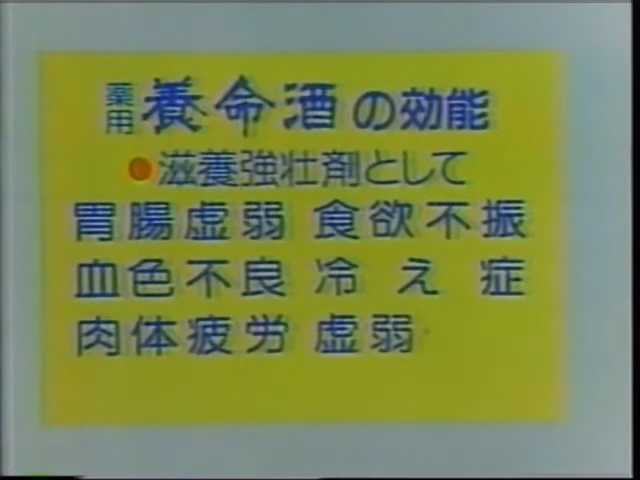 薬用 養命酒の効能
●滋養強壮剤として
胃腸虚弱 食欲不振
血色不良 冷え症
肉体疲労 虚弱